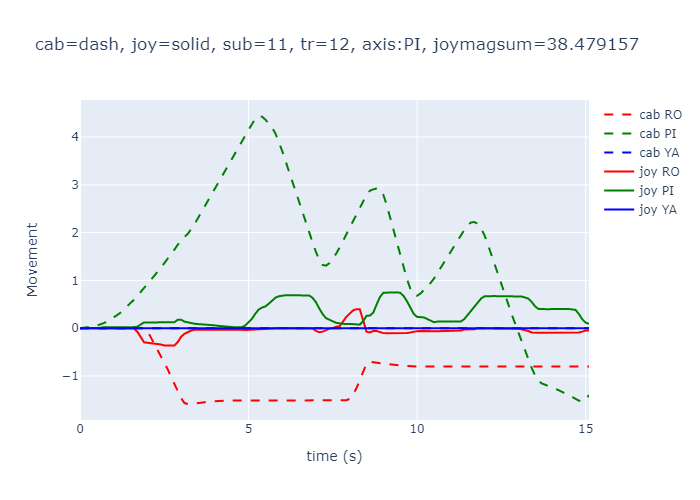 cab=dash, joy=solid, sub=11, tr=12, axis:PI, joymagsum=38.479157
cab RO
cab PI
cab YA
joy RO
joy PI
joy YA
Movement
4
3
2
1
0
−1
0
5
10
15
time (s)